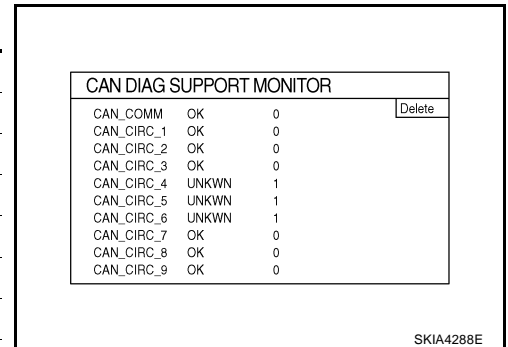 CAN DIAG SUPPORT MONITOR
Delete
CAN_COMM OK 0
CAN_CIRC_1 OK 0
CAN_CIRC_2 OK 0
CAN_CIRC_3 OK 0
CAN_CIRC_4 UNKWN 1
CAN_CIRC_5 UNKWN 1
CAN_CIRC_6 UNKWN 1
CAN_CIRC_7 OK 0
CAN_CIRC_8 OK 0
CAN_CIRC_9 OK 0
SKIA4288E